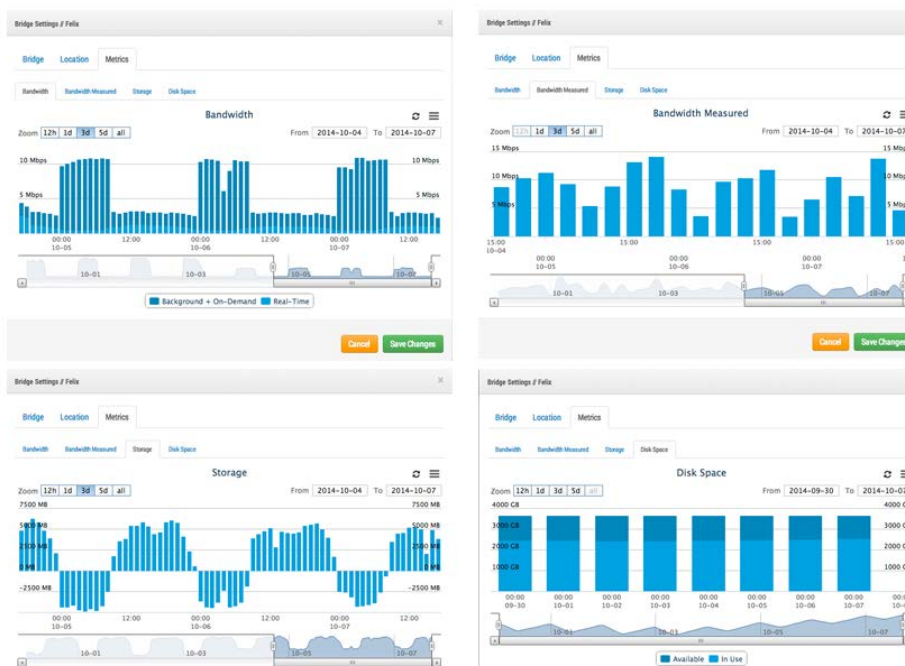 Bridge Settings // Felix ×
Bridge Location Metrics
Bandwidth Bandwidth Measured Storage Disk Space
Bandwidth
Zoom 12h 1d 3d 5d all From 2014-10-04 To 2014-10-07
10 Mbps 10 Mbps
5 Mbps 5 Mbps
00:00 12:00 00:00 12:00 00:00 12:00
10-05 10-06 10-07
10-01 10-03 10-05 10-07
Background + On-Demand Real-Time
Cancel Save Changes
Bridge Settings // Felix
Bridge Location Metrics
Bandwidth Bandwidth Measured Storage Disk Space
Bandwidth Measured
Zoom 12h 1d 3d 5d all From 2014-10-04 To 2014-10-07
15 Mbps 15 Mbps
10 Mbps 10 Mbp
5 Mbps 5 Mbp
15:00 15:00 15:00 15:00
10-04
00:00 00:00 00:00
10-05 10-06 10-07
10-01 10-03 10-05 10-07
Cancel Save Changes
Bridge Settings // Felix ×
Bridge Location Metrics
Bandwidth Bandwidth Measured Storage Disk Space
Storage
Zoom 12h 1d 3d 5d all From 2014-10-04 To 2014-10-07
7500 MB 7500 MB
5000 MB 5000 MB
2500 MB 2500 MB
0 MB 0 MB
-2500 MB -2500 MB
00:00 12:00 00:00 12:00 00:00 12:00
10-05 10-06 10-07
10-01 10-03 10-05 10-07
Bridge Settings // Felix
Bridge Location Metrics
Bandwidth Bandwidth Measured Storage Disk Space
Disk Space
Zoom 12h 1d 3d 5d all From 2014-09-30 To 2014-10-07
4000 GB 4000 G
3000 GB 3000 G
2000 GB 2000 G
1000 GB 1000 G
00:00 00:00 00:00 00:00 00:00 00:00 00:00 00:00
09-30 10-01 10-02 10-03 10-04 10-05 10-06 10-07
10-01 10-03 10-05 10-07
Available In Use